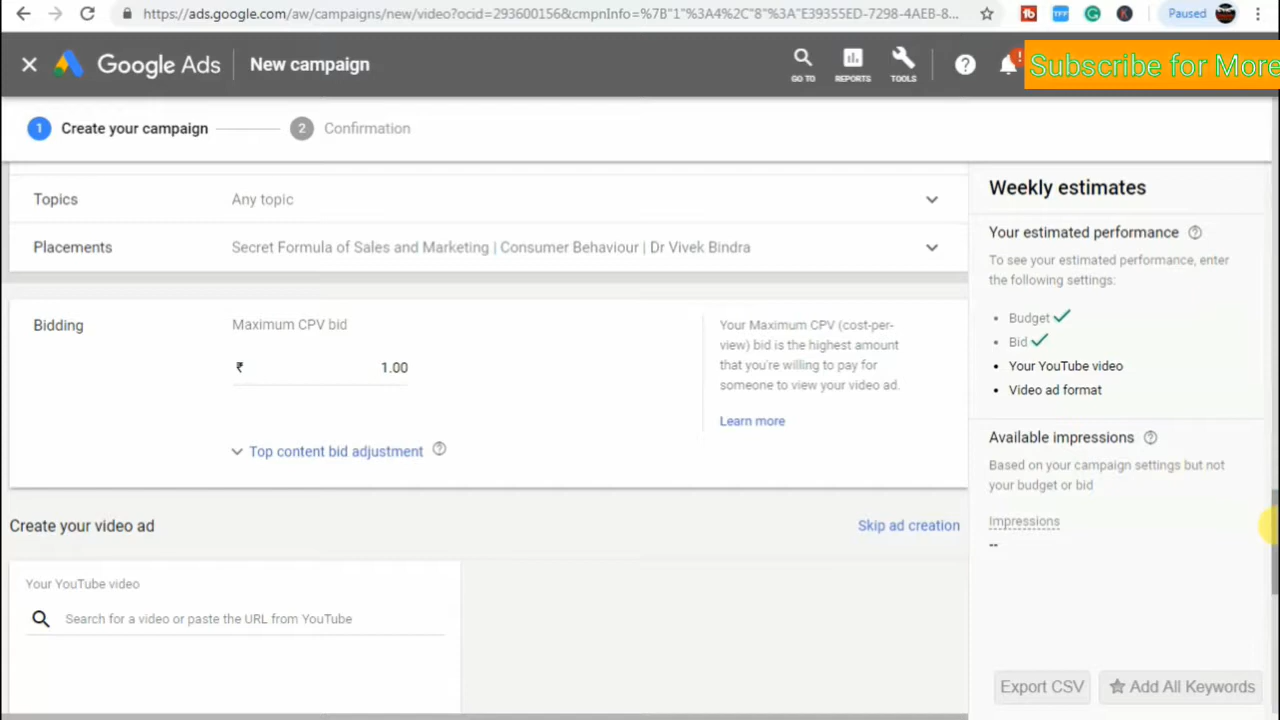 https://ads.google.com/aw/campaigns/new/video?ocid=293600156&cmpnInfo=%7B"1"%3A4%2C"8"%3A"E39355ED-7298-4AEB-8...
Paused
Google Ads
New campaign
GO TO
REPORTS
TOOLS
Subscribe for More
1 Create your campaign
2 Confirmation
Topics
Any topic
Placements
Secret Formula of Sales and Marketing | Consumer Behaviour | Dr Vivek Bindra
Bidding
Maximum CPV bid
₹ 1.00
Your Maximum CPV (cost-per-
view) bid is the highest amount
that you're willing to pay for
someone to view your video ad.
Learn more
Top content bid adjustment
Create your video ad
Skip ad creation
Your YouTube video
Search for a video or paste the URL from YouTube
Weekly estimates
Your estimated performance
To see your estimated performance, enter
the following settings:
• Budget
• Bid
• Your YouTube video
• Video ad format
Available impressions
Based on your campaign settings but not
your budget or bid
Impressions
--
Export CSV
Add All Keywords